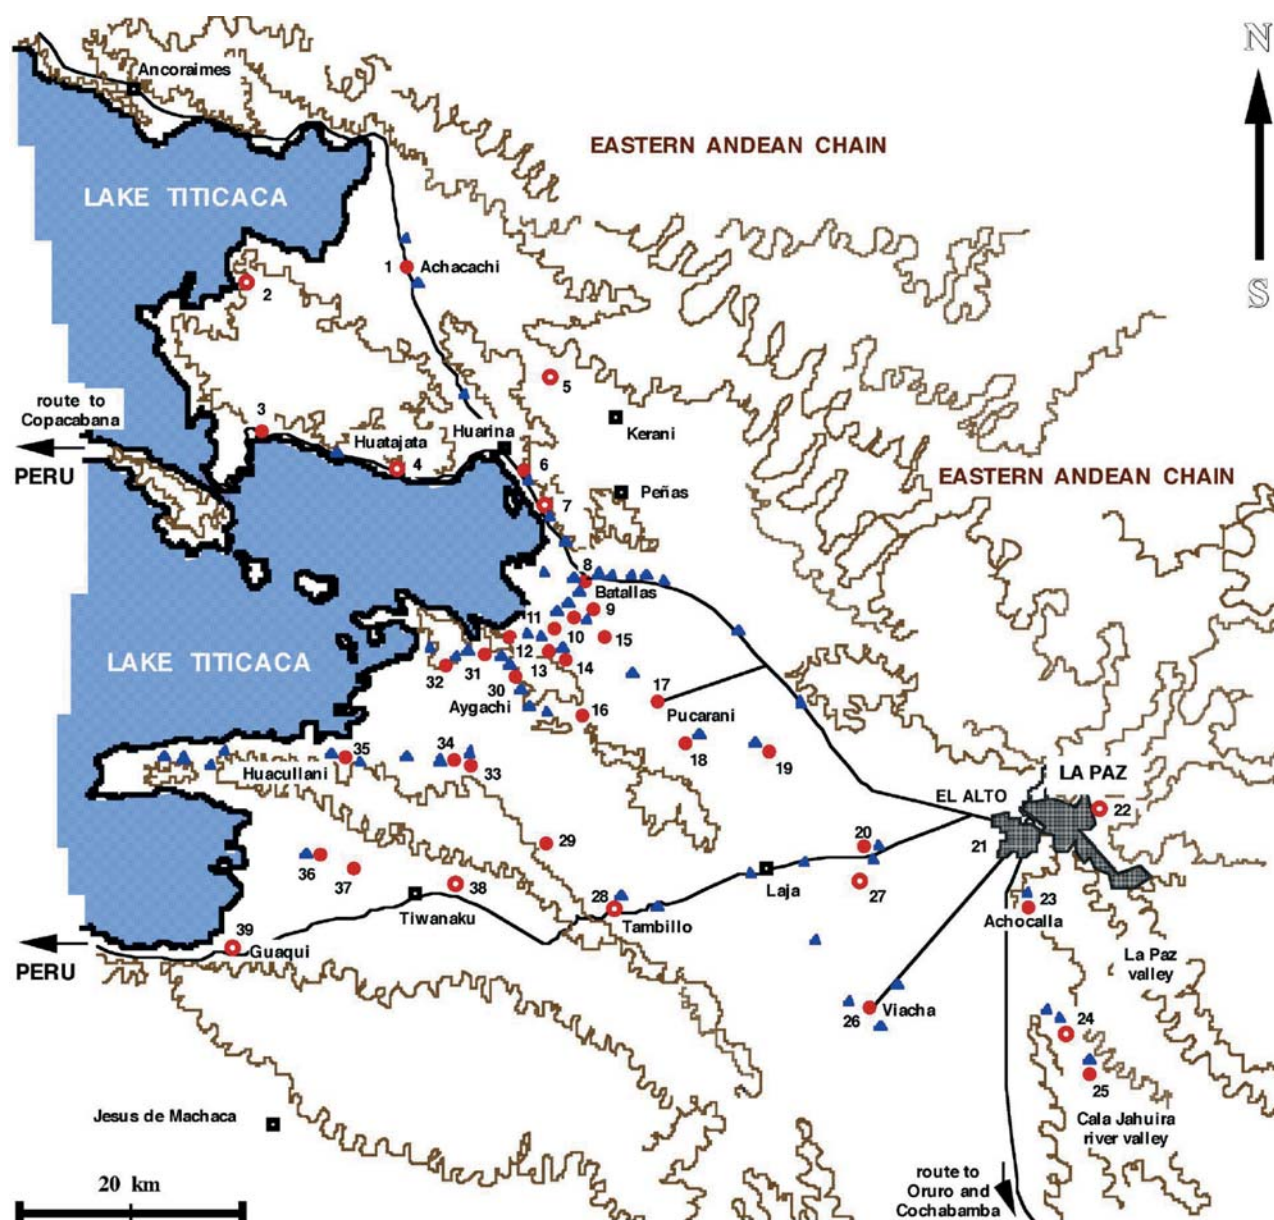 N
Ancoraimes
EASTERN ANDEAN CHAIN
LAKE TITICACA
1
Achacachi
2
S
5
route to
Copacabana
3
Huatajata
Huarina
Kerani
PERU
4
6
EASTERN ANDEAN CHAIN
Peñas
7
8
Batallas
9
11
10
15
LAKE TITICACA
12
31
13
14
32
30
17
Aygachi
16
Pucarani
35
34
18
19
Huacullani
33
LA PAZ
EL ALTO
22
20
21
29
36
37
38
Laja
27
28
23
Tiwanaku
Tambillo
Achocalla
39
Guaqui
PERU
La Paz
valley
26
Viacha
24
25
Jesus de Machaca
Cala Jahuira
river valley
20 km
route to
Oruro and
Cochabamba